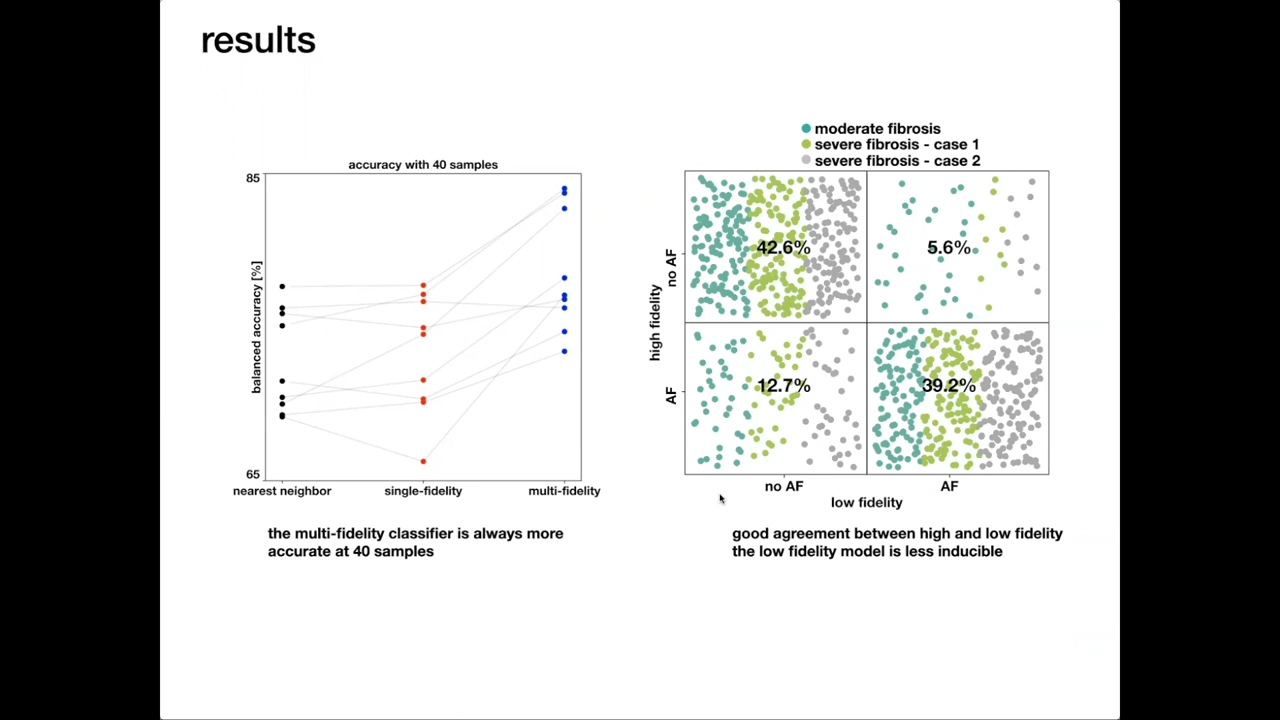 results
accuracy with 40 samples
85
balanced accuracy [%]
65
nearest neighbor
single-fidelity
multi-fidelity
the multi-fidelity classifier is always more
accurate at 40 samples
moderate fibrosis
severe fibrosis - case 1
severe fibrosis - case 2
high fidelity
no AF
AF
42.6%
5.6%
12.7%
39.2%
no AF
AF
low fidelity
good agreement between high and low fidelity
the low fidelity model is less inducible